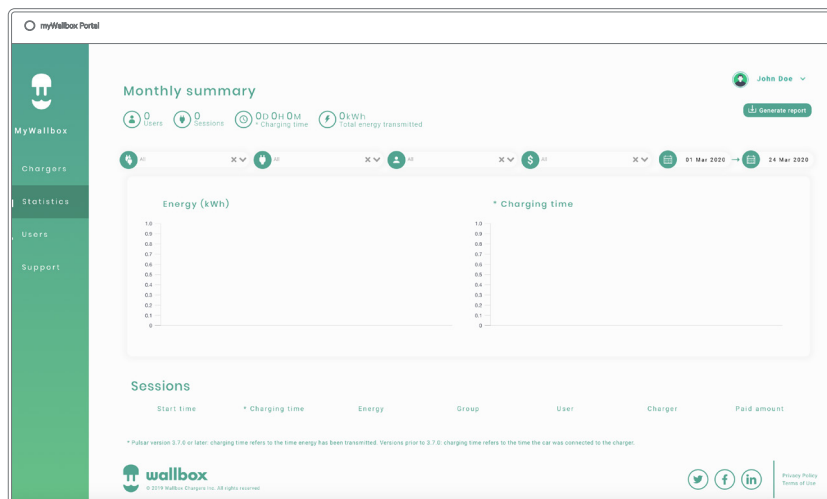 myWallbox Portal
MyWallbox
Chargers
Statistics
Users
Support
John Doe
Generate report
Monthly summary
0 Users
0 Sessions
0D 0H 0M
* Charging time
0kWh
Total energy transmitted
All
All
All
All
01 Mar 2020 → 24 Mar 2020
Energy (kWh)
1.0
0.9
0.8
0.7
0.6
0.5
0.4
0.3
0.2
0.1
0
* Charging time
1.0
0.9
0.8
0.7
0.6
0.5
0.4
0.3
0.2
0.1
0
Sessions
Start time * Charging time Energy Group User Charger Paid amount
* Pulsar version 3.7.0 or later: charging time refers to the time energy has been transmitted. Versions prior to 3.7.0: charging time refers to the time the car was connected to the charger.
wallbox
© 2019 Wallbox Chargers Inc. All rights reserved.
Privacy Policy
Terms of Use